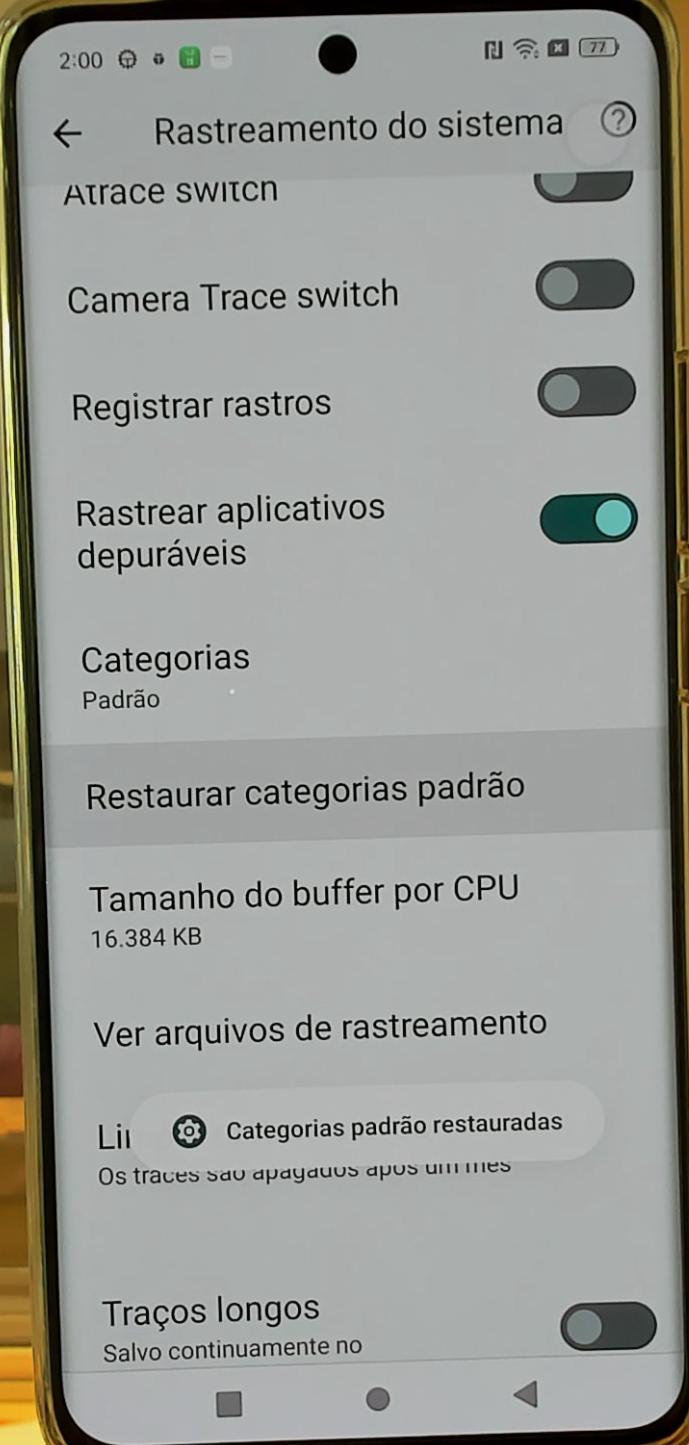 2:00
77
Rastreamento do sistema
Atrace switch
Camera Trace switch
Registrar rastros
Rastrear aplicativos
depuráveis
Categorias
Padrão
Restaurar categorias padrão
Tamanho do buffer por CPU
16.384 KB
Ver arquivos de rastreamento
Categorias padrão restauradas
Os traces são apagados após um mês
Traços longos
Salvo continuamente no